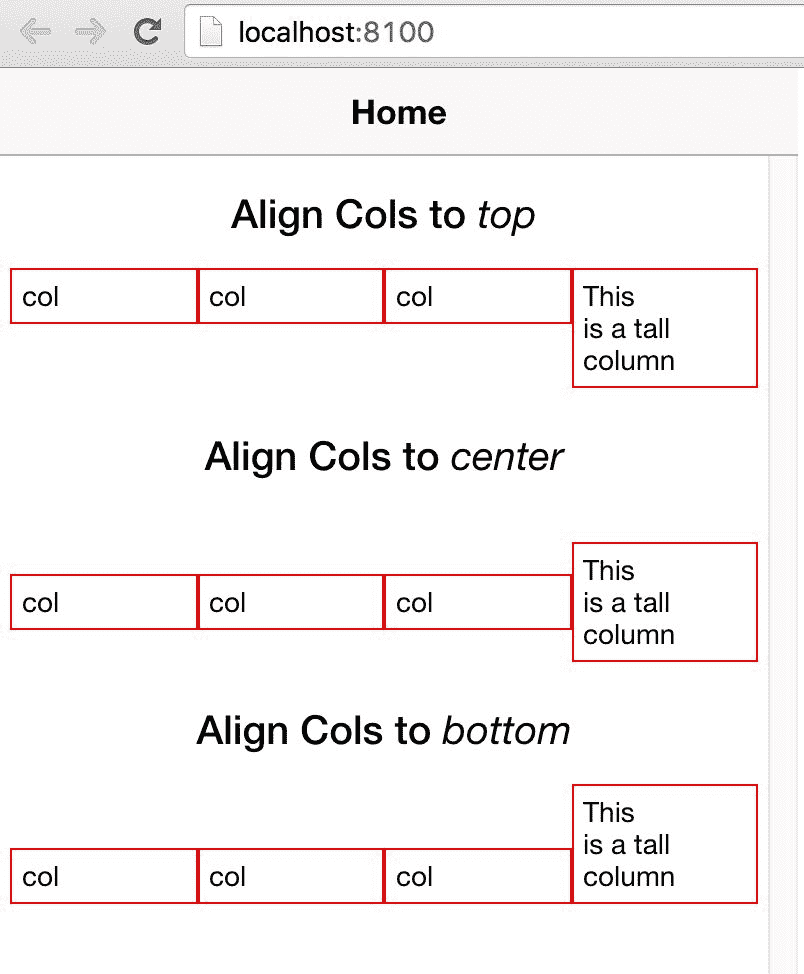 localhost:8100
Home
Align Cols to top
col col col This
is a tall
column
Align Cols to center
This
col col col is a tall
column
Align Cols to bottom
This
is a tall
col col col column